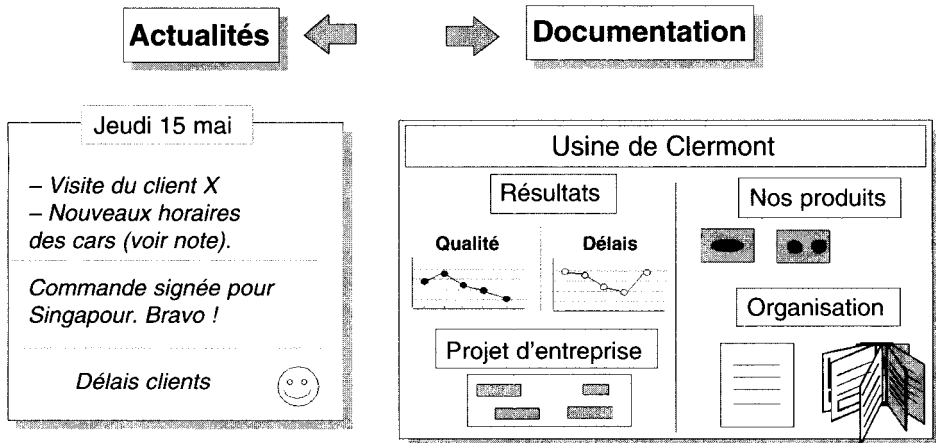 Actualités
Documentation
Jeudi 15 mai
– Visite du client X
– Nouveaux horaires
des cars (voir note).
Commande signée pour
Singapour. Bravo !
Délais clients
Usine de Clermont
Résultats
Qualité
Délais
Projet d'entreprise
Nos produits
Organisation